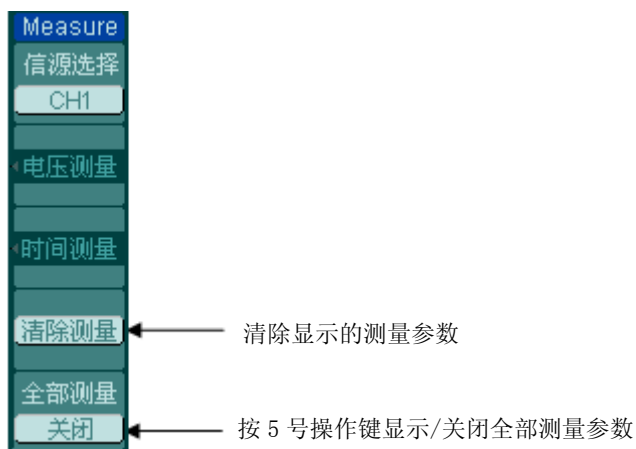 Measure
信源选择
CH1
电压测量
时间测量
清除测量
清除显示的测量参数
全部测量
关闭
按 5 号操作键显示/关闭全部测量参数